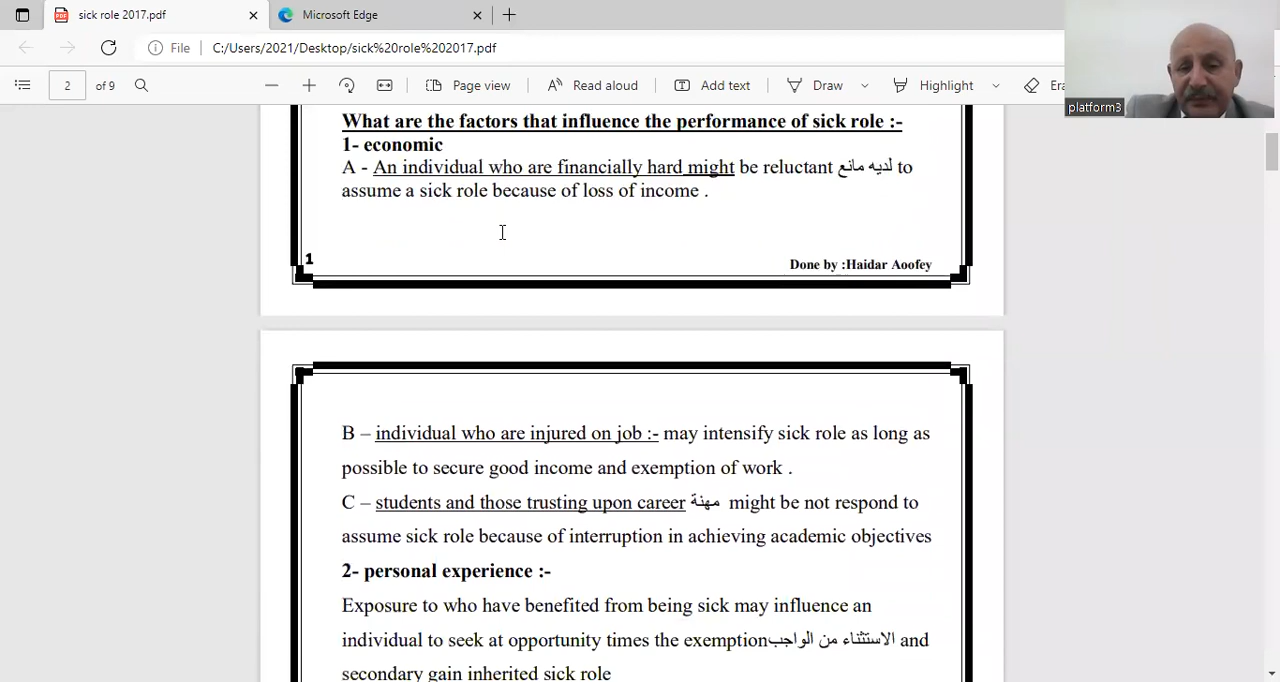 sick role 2017.pdf
Microsoft Edge
File
C:/Users/2021/Desktop/sick%20role%202017.pdf
2 of 9
Page view
Read aloud
Add text
Draw
Highlight
Era
platform3
What are the factors that influence the performance of sick role :-
1- economic
A - An individual who are financially hard might be reluctant لديه مانع to
assume a sick role because of loss of income .
1
Done by :Haidar Aoofey
B – individual who are injured on job :- may intensify sick role as long as
possible to secure good income and exemption of work .
C – students and those trusting upon career مهنة might be not respond to
assume sick role because of interruption in achieving academic objectives
2- personal experience :-
Exposure to who have benefited from being sick may influence an
individual to seek at opportunity times the exemptionالاستثناء من الواجب and
secondary gain inherited sick role